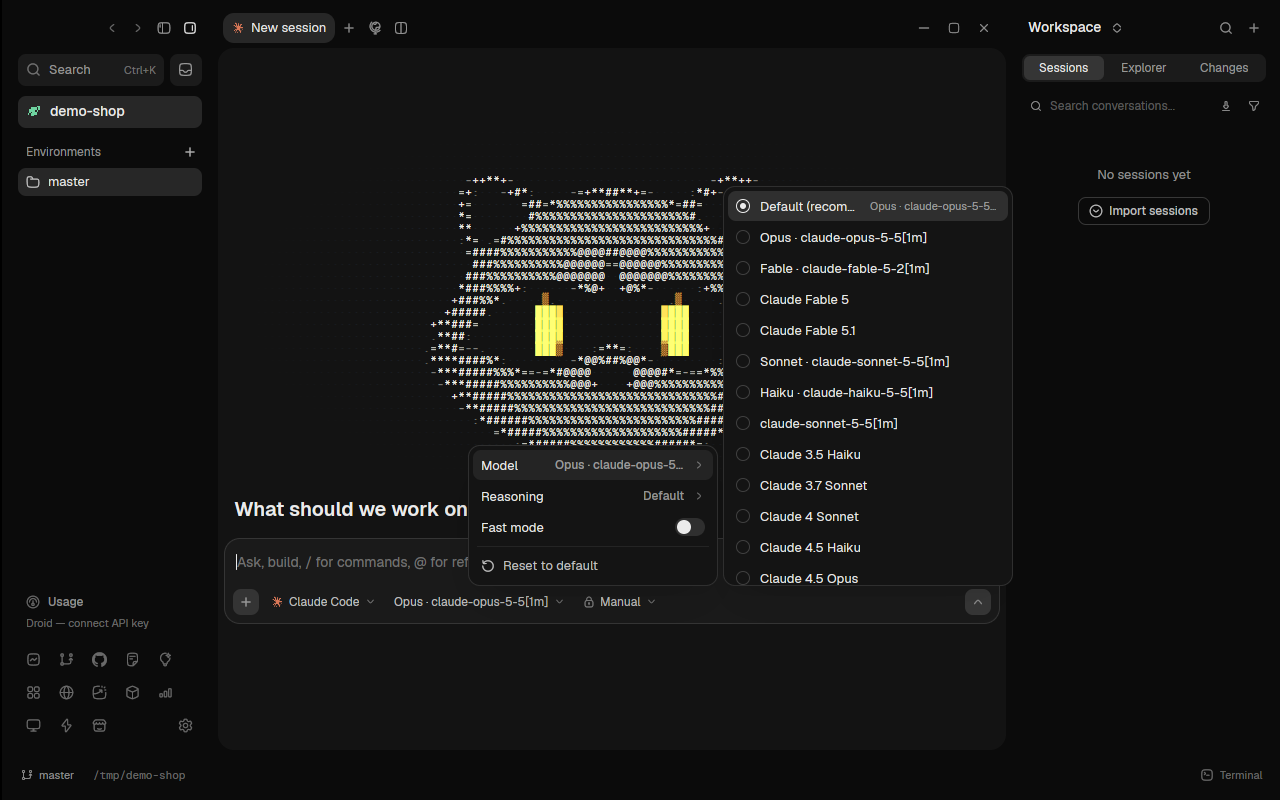 New session
Workspace
Search
Ctrl+K
Sessions
Explorer
Changes
demo-shop
Search conversations...
Environments
master
No sessions yet
Import sessions
Default (recom...
Opus · claude-opus-5-5...
Opus · claude-opus-5-5[1m]
Fable · claude-fable-5-2[1m]
Claude Fable 5
Claude Fable 5.1
Sonnet · claude-sonnet-5-5[1m]
Haiku · claude-haiku-5-5[1m]
claude-sonnet-5-5[1m]
Claude 3.5 Haiku
Claude 3.7 Sonnet
Claude 4 Sonnet
Claude 4.5 Haiku
Claude 4.5 Opus
Model
Opus · claude-opus-5...
Reasoning
Default
Fast mode
Reset to default
What should we work on
Ask, build, / for commands, @ for ref
Claude Code
Opus · claude-opus-5-5[1m]
Manual
Usage
Droid — connect API key
master
/tmp/demo-shop
Terminal